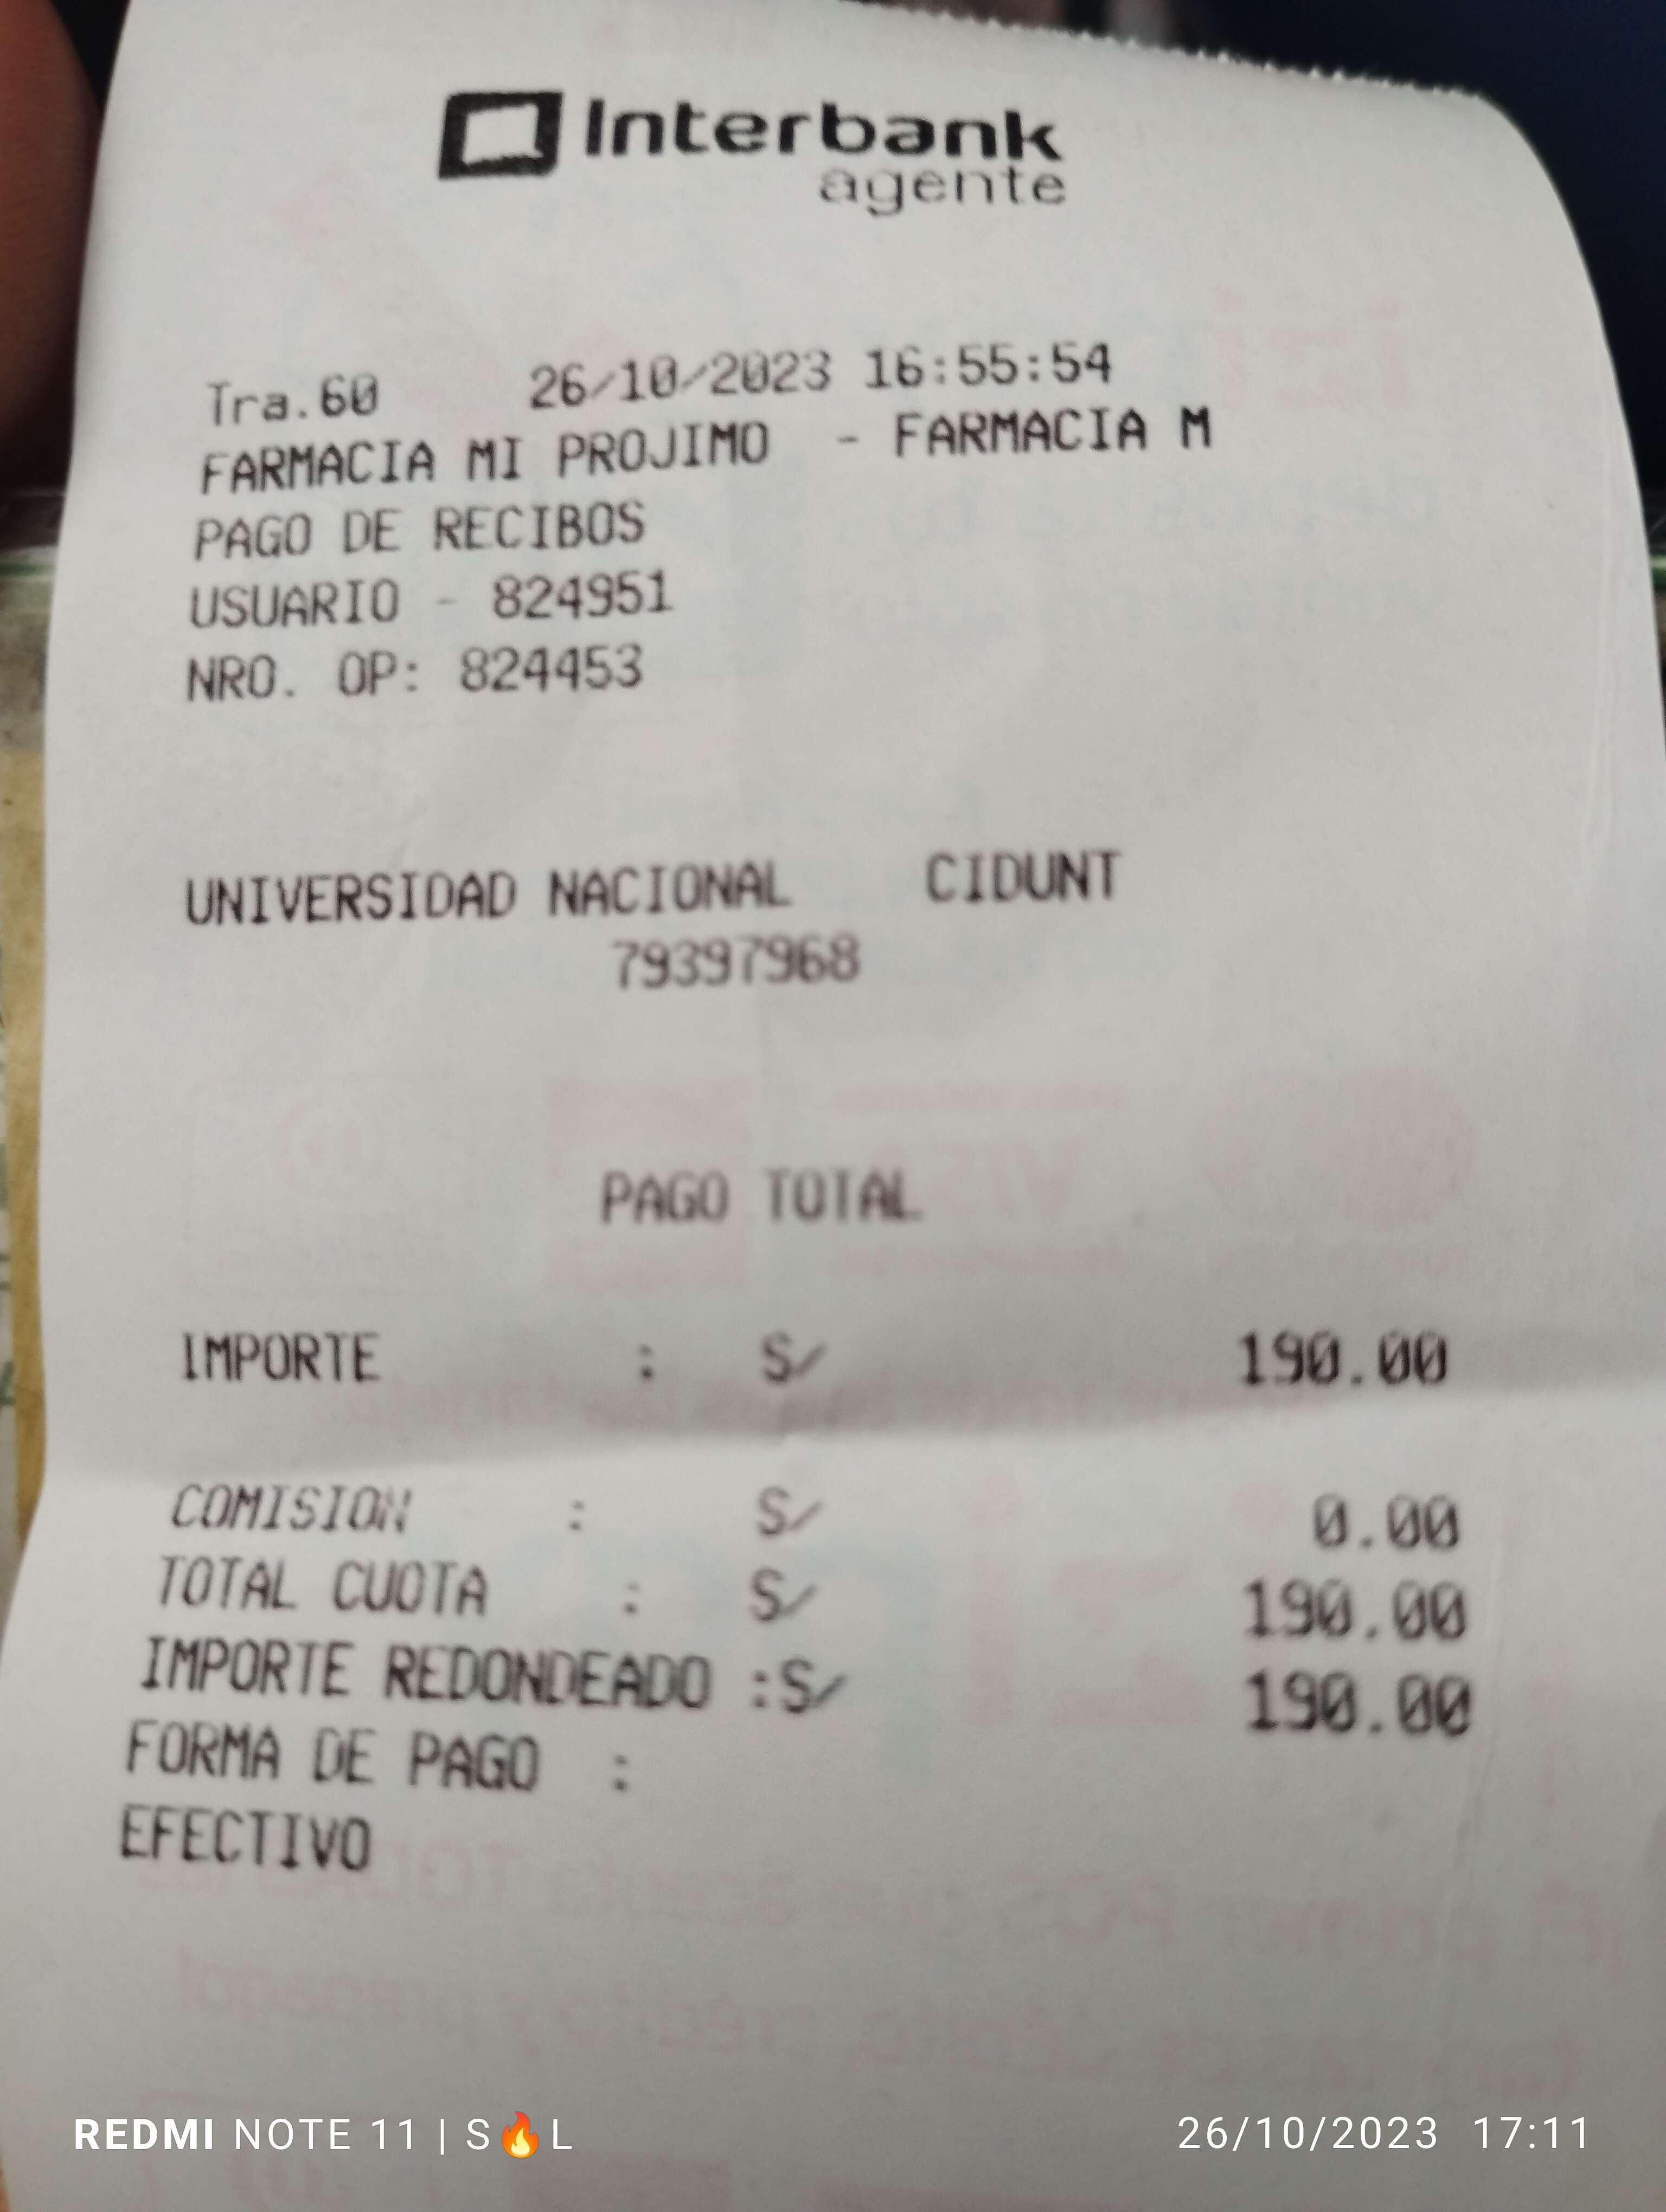 Interbank
agente
Tra.60 26/10/2023 16:55:54
FARMACIA MI PROJIMO - FARMACIA M
PAGO DE RECIBOS
USUARIO - 824951
NRO. OP: 824453
UNIVERSIDAD NACIONAL CIDUNT
79397968
PAGO TOTAL
IMPORTE : S/ 190.00
COMISION : S/ 0.00
TOTAL CUOTA : S/ 190.00
IMPORTE REDONDEADO :S/ 190.00
FORMA DE PAGO :
EFECTIVO
REDMI NOTE 11 | S🔥L 26/10/2023 17:11